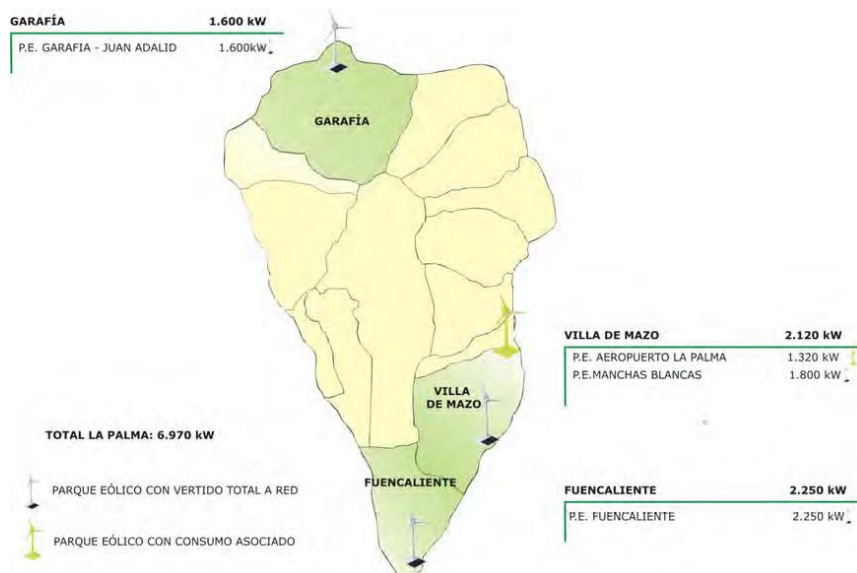 GARAFÍA 1.600 kW
P.E. GARAFIA - JUAN ADALID 1.600kW
GARAFÍA
VILLA DE MAZO 2.120 kW
P.E. AEROPUERTO LA PALMA 1.320 kW
P.E.MANCHAS BLANCAS 1.800 kW
VILLA
DE MAZO
TOTAL LA PALMA: 6.970 kW
FUENCALIENTE
PARQUE EÓLICO CON VERTIDO TOTAL A RED
FUENCALIENTE 2.250 kW
P.E. FUENCALIENTE 2.250 kW
PARQUE EÓLICO CON CONSUMO ASOCIADO